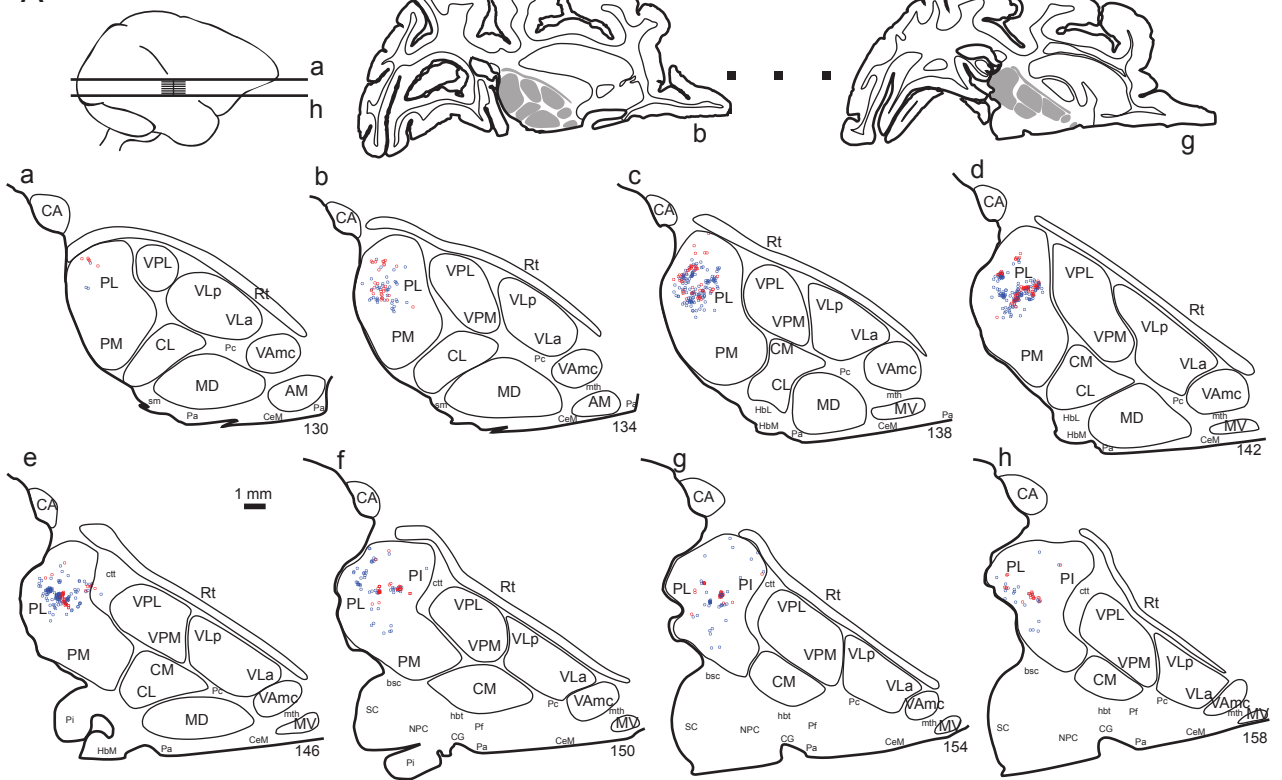 a
h
b
g
a
CA
PL
VPL
VLp
Rt
VLa
PM
CL
Pc
VAmc
MD
AM
sm
Pa
CeM
Pa
130
b
CA
PL
VPL
Rt
VLp
VPM
VLa
PM
CL
Pc
VAmc
MD
mth
AM
sm
Pa
CeM
Pa
134
c
CA
Rt
PL
VPL
VLp
VPM
VLa
PM
CM
Pc
VAmc
CL
MD
mth
MV
HbL
HbM
Pa
CeM
Pa
138
d
CA
PL
VPL
Rt
VLp
VPM
PM
CM
VLa
CL
Pc
VAmc
HbL
MD
mth
MV
HbM
Pa
CeM
142
e
CA
1 mm
ctt
Rt
PL
VPL
VPM
VLp
PM
CM
VLa
CL
Pc
VAmc
Pi
MD
mth
MV
HbM
Pa
CeM
146
f
CA
PI
ctt
Rt
PL
VPL
VPM
VLp
PM
VLa
bsc
CM
Pc
VAmc
SC
hbt
mth
MV
NPC
Pf
CG
Pa
CeM
Pi
150
g
CA
PL
PI
ctt
Rt
VPL
VPM
VLp
bsc
CM
VLa
Pc
VAmc
SC
hbt
mth
MV
NPC
Pf
CG
Pa
CeM
154
h
CA
PL
PI
ctt
Rt
VPL
VPM
VLp
bsc
CM
VLa
Pc
VAmc
hbt
Pf
mth
MV
SC
NPC
CG
Pa
CeM
158